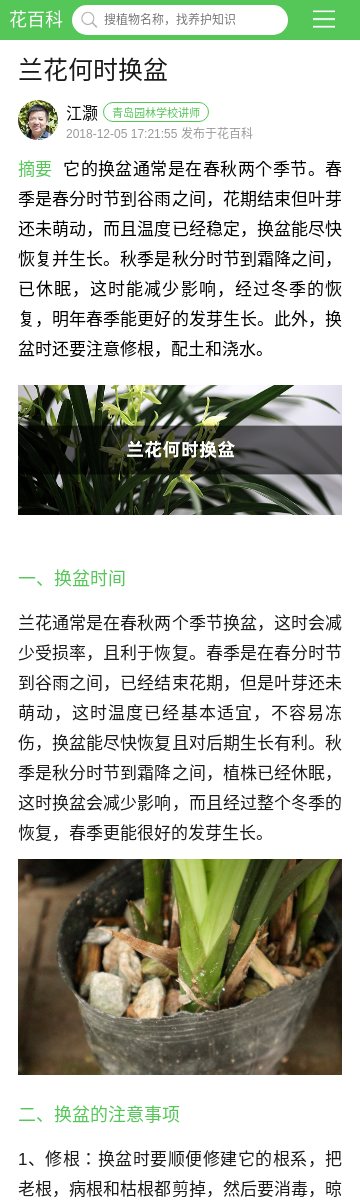 花百科
搜植物名称，找养护知识
兰花何时换盆
江灏 青岛园林学校讲师
2018-12-05 17:21:55 发布于花百科
摘要 它的换盆通常是在春秋两个季节。春
季是春分时节到谷雨之间，花期结束但叶芽
还未萌动，而且温度已经稳定，换盆能尽快
恢复并生长。秋季是秋分时节到霜降之间，
已休眠，这时能减少影响，经过冬季的恢
复，明年春季能更好的发芽生长。此外，换
盆时还要注意修根，配土和浇水。
兰花何时换盆
一、换盆时间
兰花通常是在春秋两个季节换盆，这时会减
少受损率，且利于恢复。春季是在春分时节
到谷雨之间，已经结束花期，但是叶芽还未
萌动，这时温度已经基本适宜，不容易冻
伤，换盆能尽快恢复且对后期生长有利。秋
季是秋分时节到霜降之间，植株已经休眠，
这时换盆会减少影响，而且经过整个冬季的
恢复，春季更能很好的发芽生长。
二、换盆的注意事项
1、修根：换盆时要顺便修建它的根系，把
老根，病根和枯根都剪掉，然后要消毒，晾